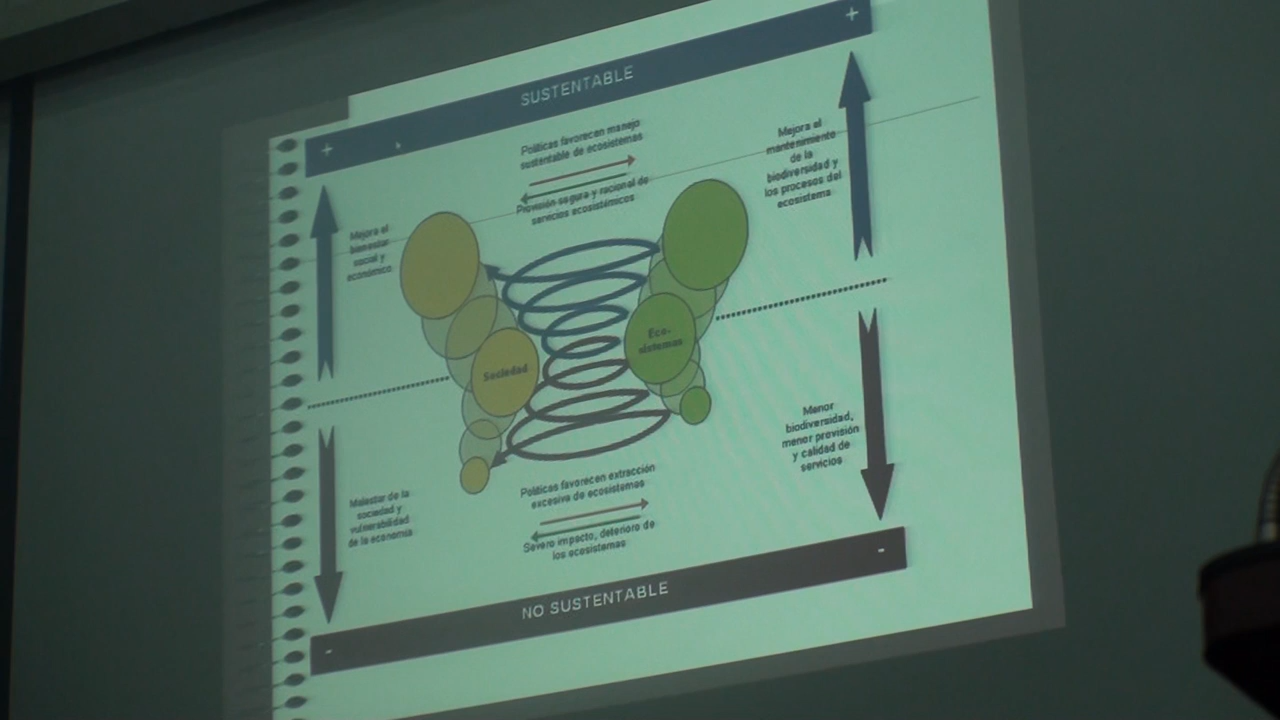 +
SUSTENTABLE
+
Políticas favorecen manejo
sustentable de ecosistemas
Provisión segura y racional de
servicios ecosistémicos
Mejora el
mantenimiento
de la
biodiversidad y
los procesos del
ecosistema
Mejora el
bienestar
social y
económico
Sociedad
Eco-
sistemas
Malestar de la
sociedad y
vulnerabilidad
de la economía
Políticas favorecen extracción
excesiva de ecosistemas
Severo impacto, deterioro de
los ecosistemas
Menor
biodiversidad,
menor provisión
y calidad de
servicios
-
NO SUSTENTABLE
-